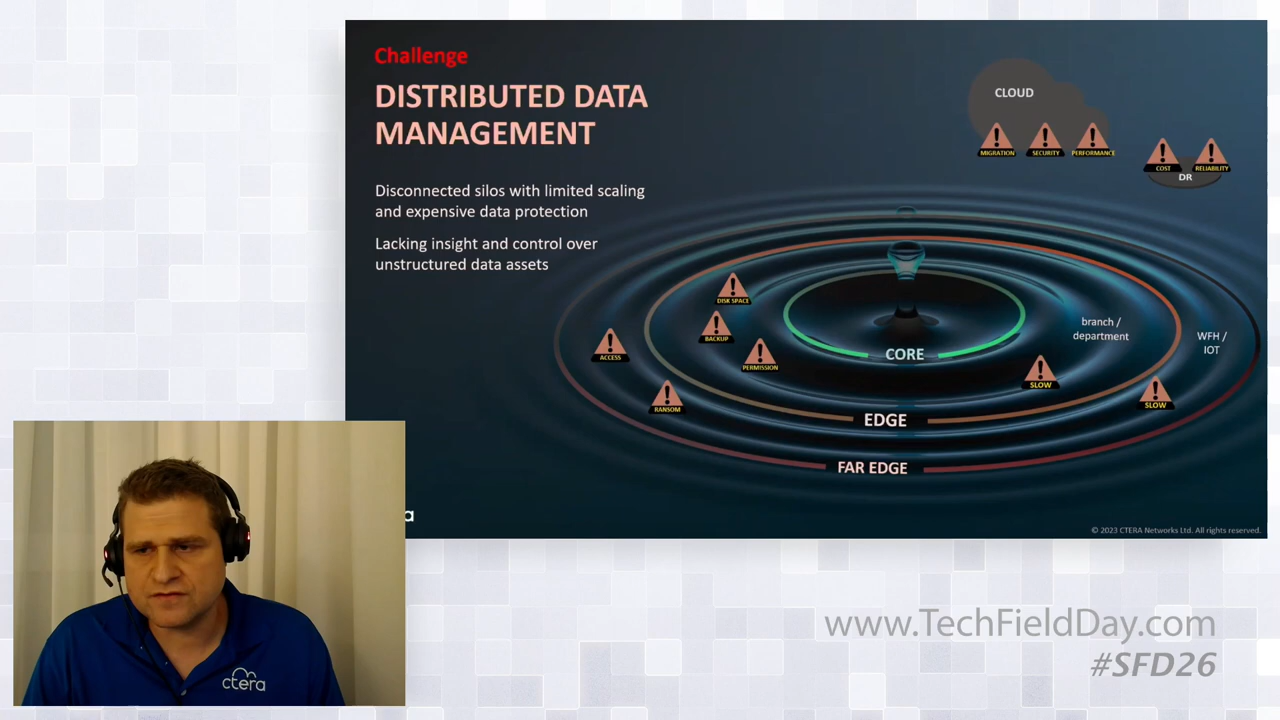 Challenge
DISTRIBUTED DATA
MANAGEMENT
Disconnected silos with limited scaling
and expensive data protection
Lacking insight and control over
unstructured data assets
CLOUD
MIGRATION
SECURITY
PERFORMANCE
COST
RELIABILITY
DR
DISK SPACE
BACKUP
PERMISSION
ACCESS
RANSOM
CORE
branch /
department
WFH /
IOT
SLOW
SLOW
EDGE
FAR EDGE
a
© 2023 CTERA Networks Ltd. All rights reserved.
ctera
www.TechFieldDay.com
#SFD26